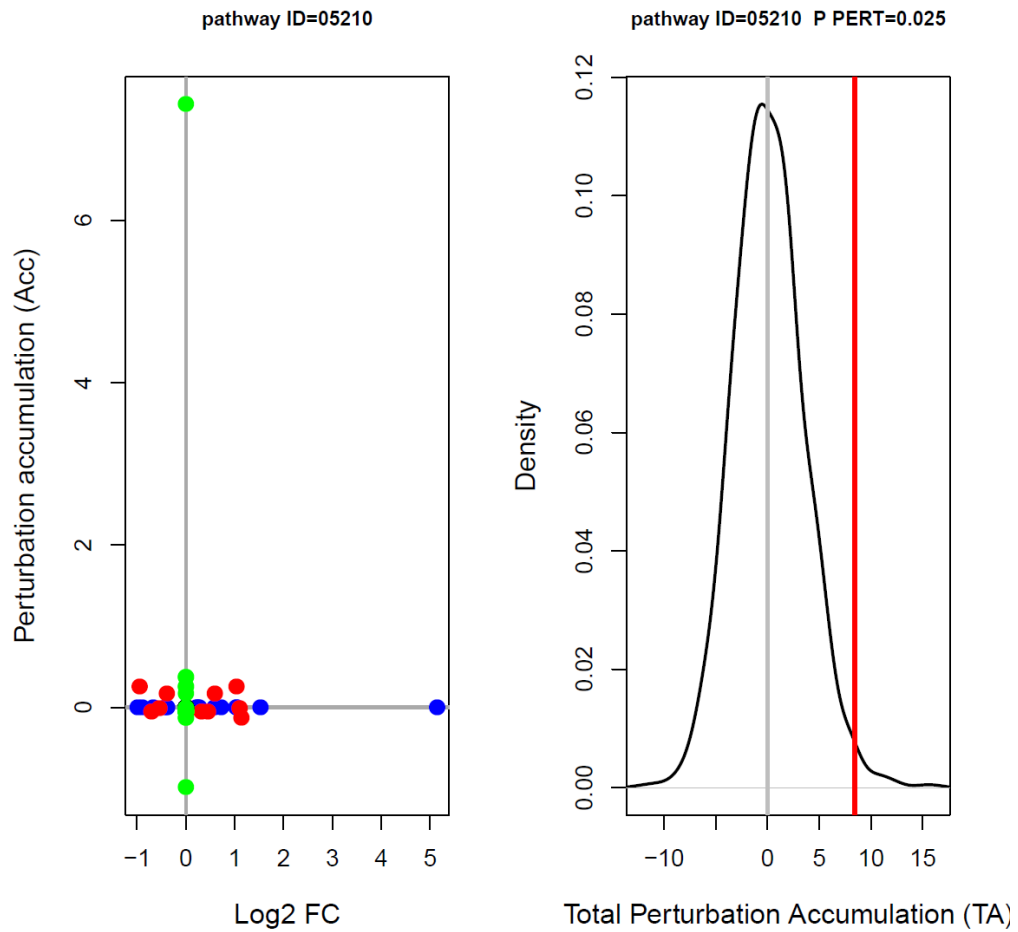 pathway ID=05210
Perturbation accumulation (Acc)
6
4
2
0
−1 0 1 2 3 4 5
Log2 FC
pathway ID=05210 P PERT=0.025
Density
0.12
0.10
0.08
0.06
0.04
0.02
0.00
−10 0 5 10 15
Total Perturbation Accumulation (TA)